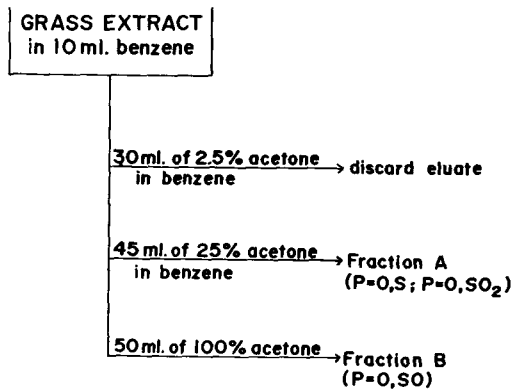 GRASS EXTRACT
in 10 ml. benzene
30 ml. of 2.5% acetone
in benzene
discard eluate
45 ml. of 25% acetone
in benzene
Fraction A
(P=O,S; P=O,SO₂)
50 ml. of 100% acetone
Fraction B
(P=O,SO)